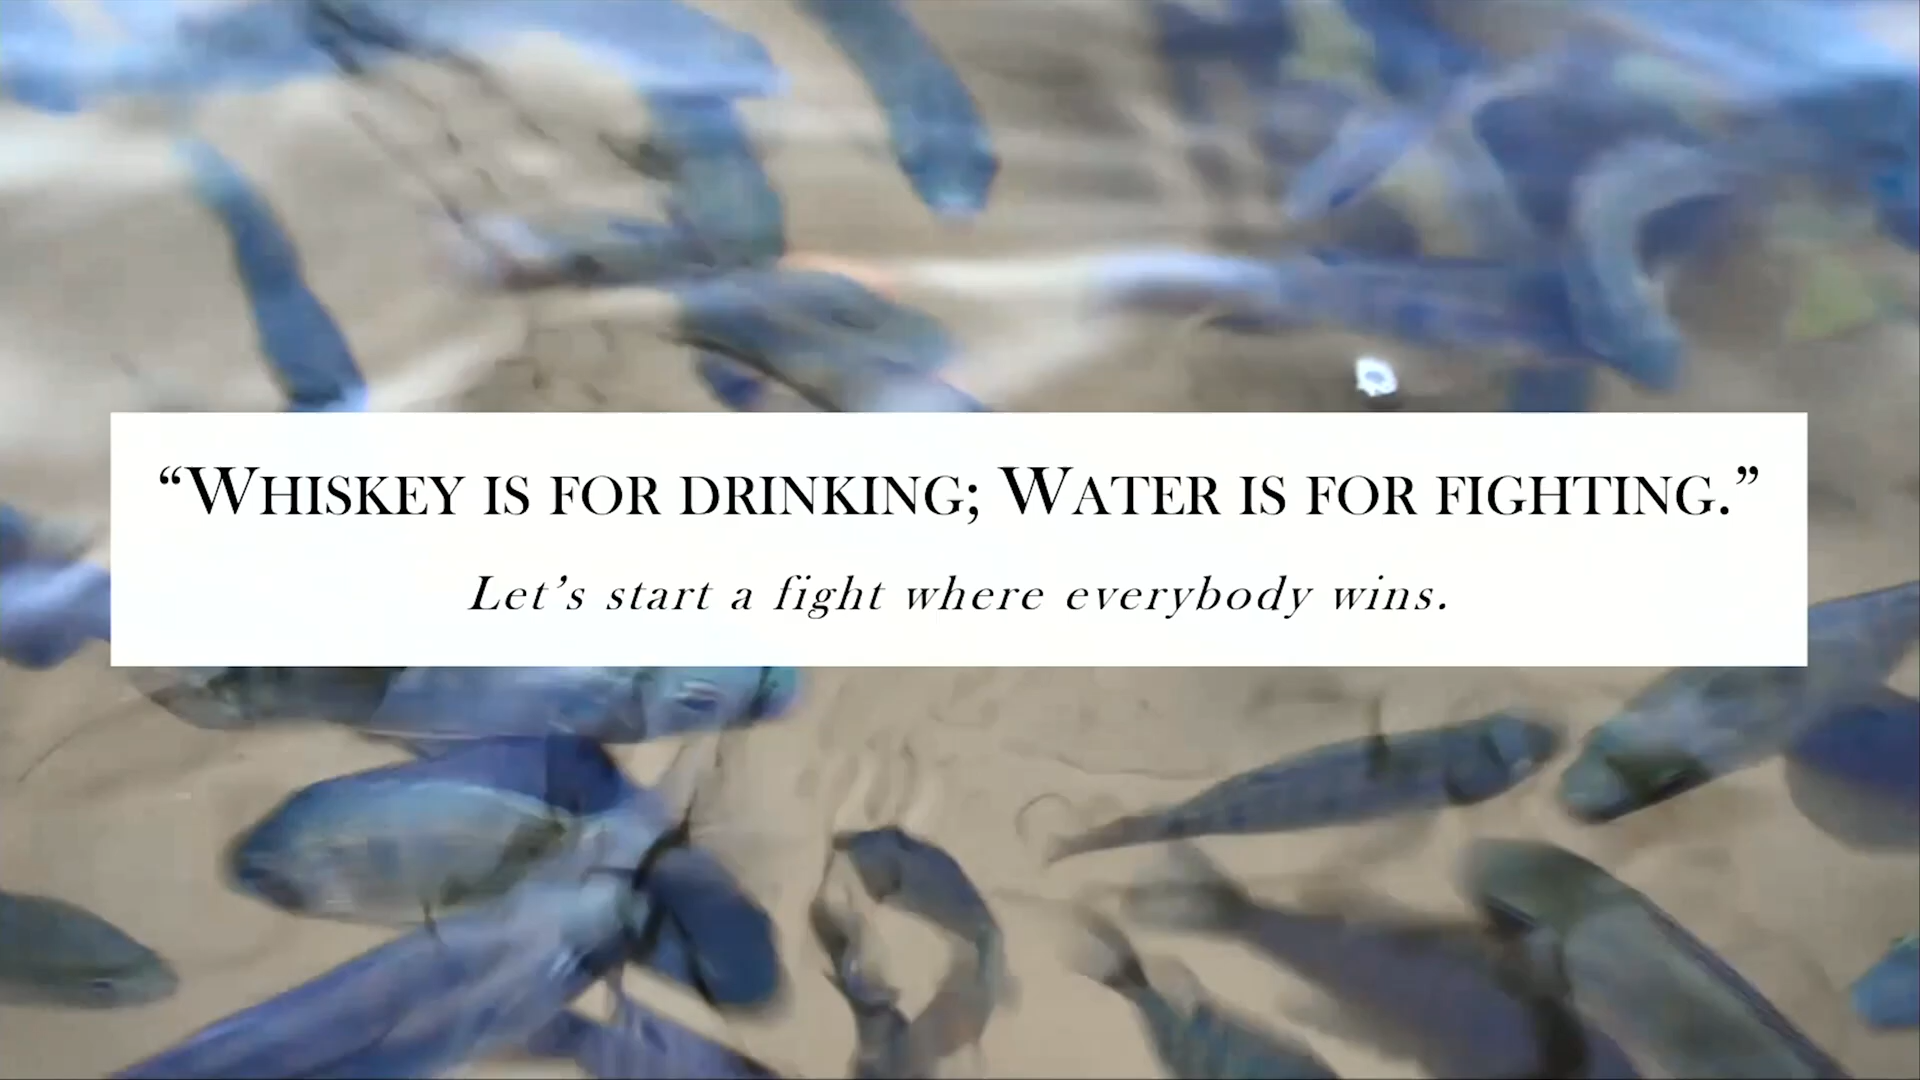 “Whiskey is for drinking; Water is for fighting.”
Let’s start a fight where everybody wins.